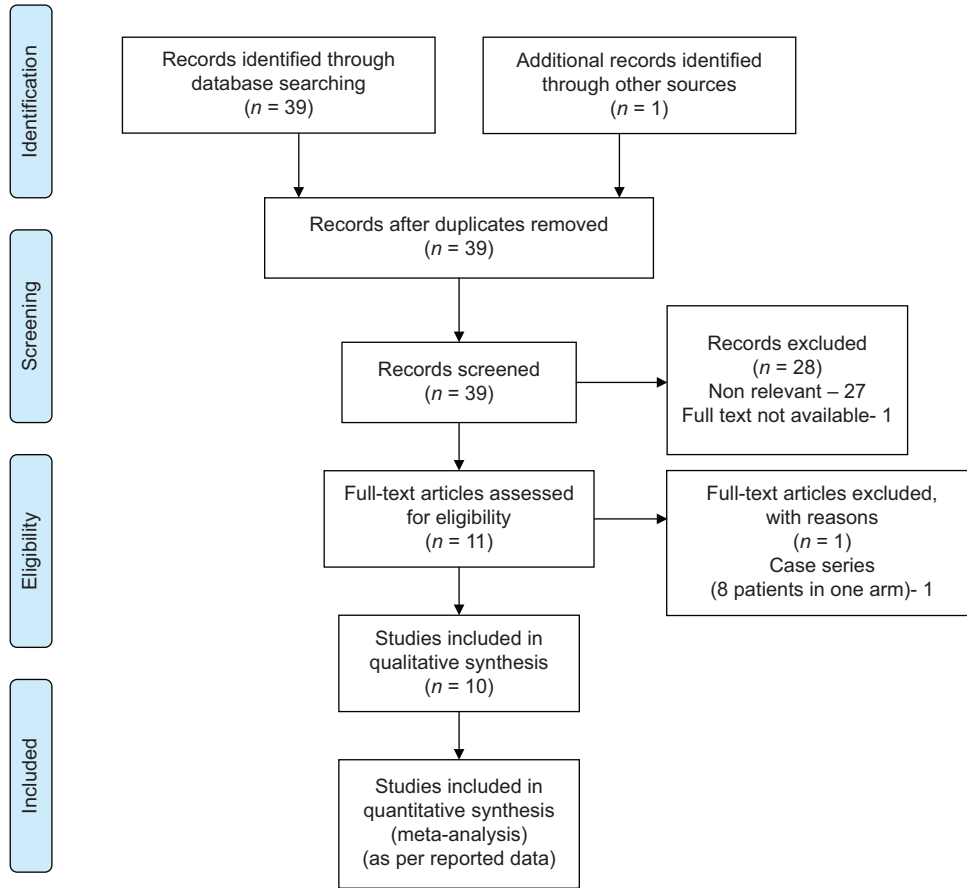 Identification
Records identified through
database searching
(n = 39)
Additional records identified
through other sources
(n = 1)
Records after duplicates removed
(n = 39)
Screening
Records screened
(n = 39)
Records excluded
(n = 28)
Non relevant – 27
Full text not available- 1
Eligibility
Full-text articles assessed
for eligibility
(n = 11)
Full-text articles excluded,
with reasons
(n = 1)
Case series
(8 patients in one arm)- 1
Studies included in
qualitative synthesis
(n = 10)
Included
Studies included in
quantitative synthesis
(meta-analysis)
(as per reported data)